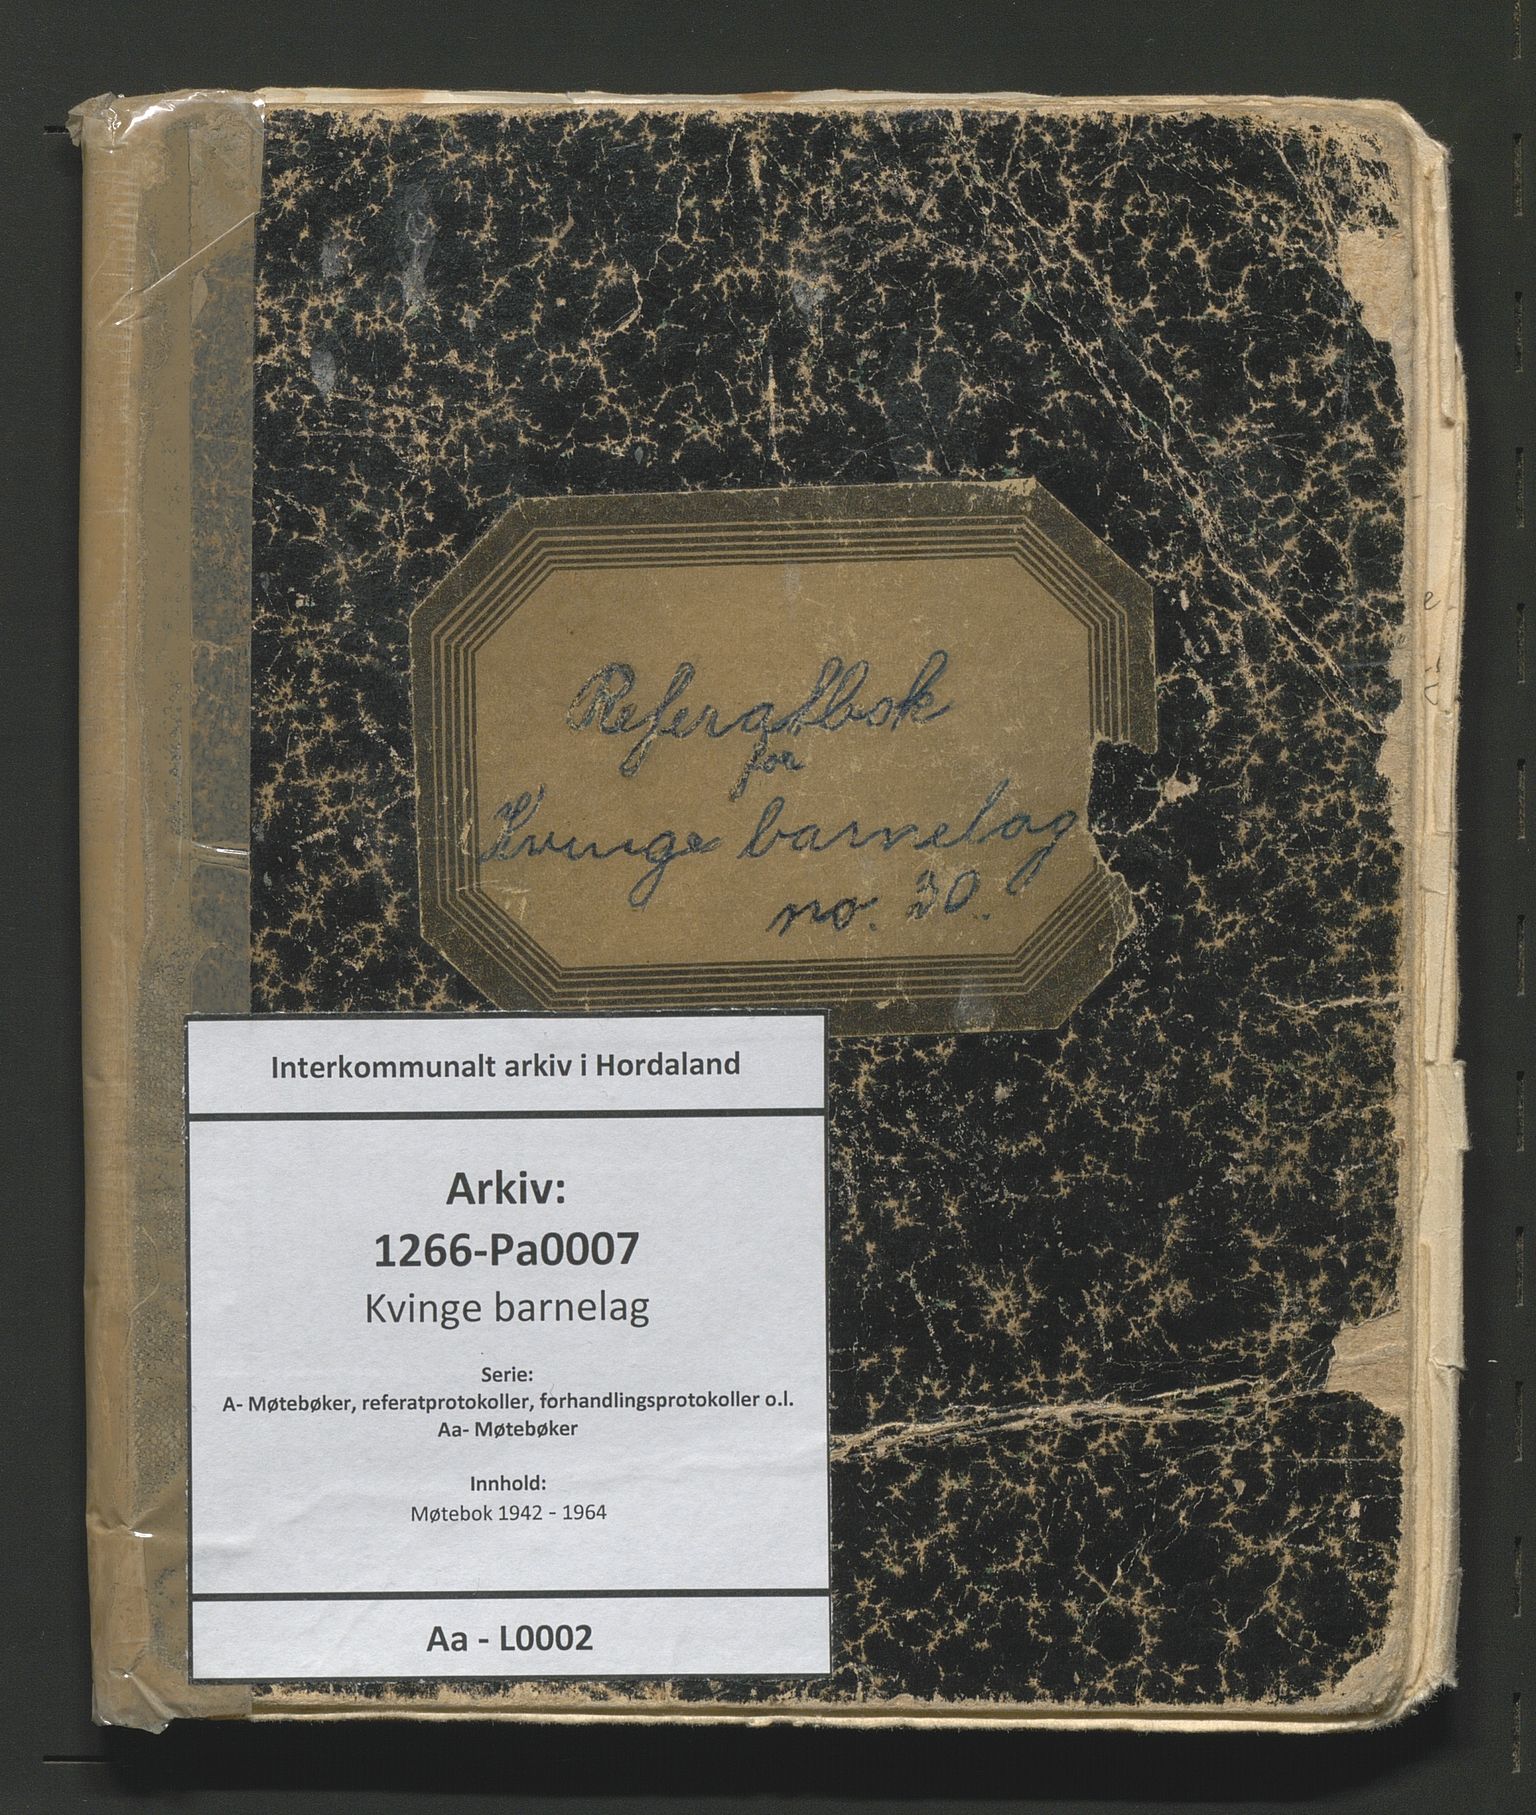 Referatbok
for
Kvinge barnelag
no. 30.
Interkommunalt arkiv i Hordaland
Arkiv:
1266-Pa0007
Kvinge barnelag
Serie:
A- Møtebøker, referatprotokoller, forhandlingsprotokoller o.l.
Aa- Møtebøker
Innhold:
Møtebok 1942 - 1964
Aa - L0002